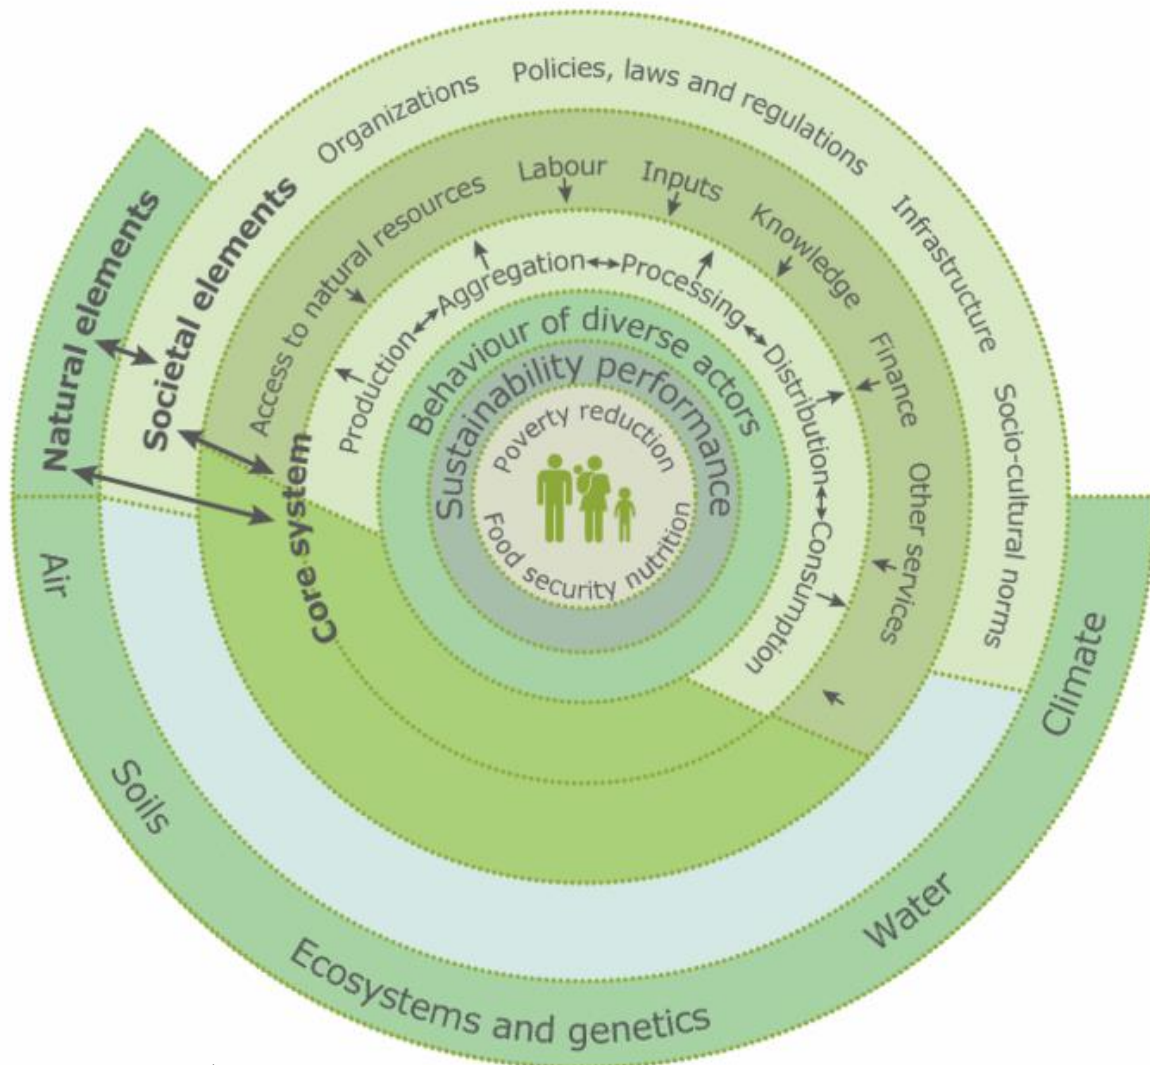 Policies, laws and regulations
Organizations
Infrastructure
Socio-cultural norms
Societal elements
Natural elements
Access to natural resources
Labour
Inputs
Knowledge
Finance
Other services
Core system
Production
Aggregation
Processing
Distribution
Consumption
Behaviour of diverse actors
Sustainability performance
Poverty reduction
Food security nutrition
Air
Soils
Ecosystems and genetics
Water
Climate